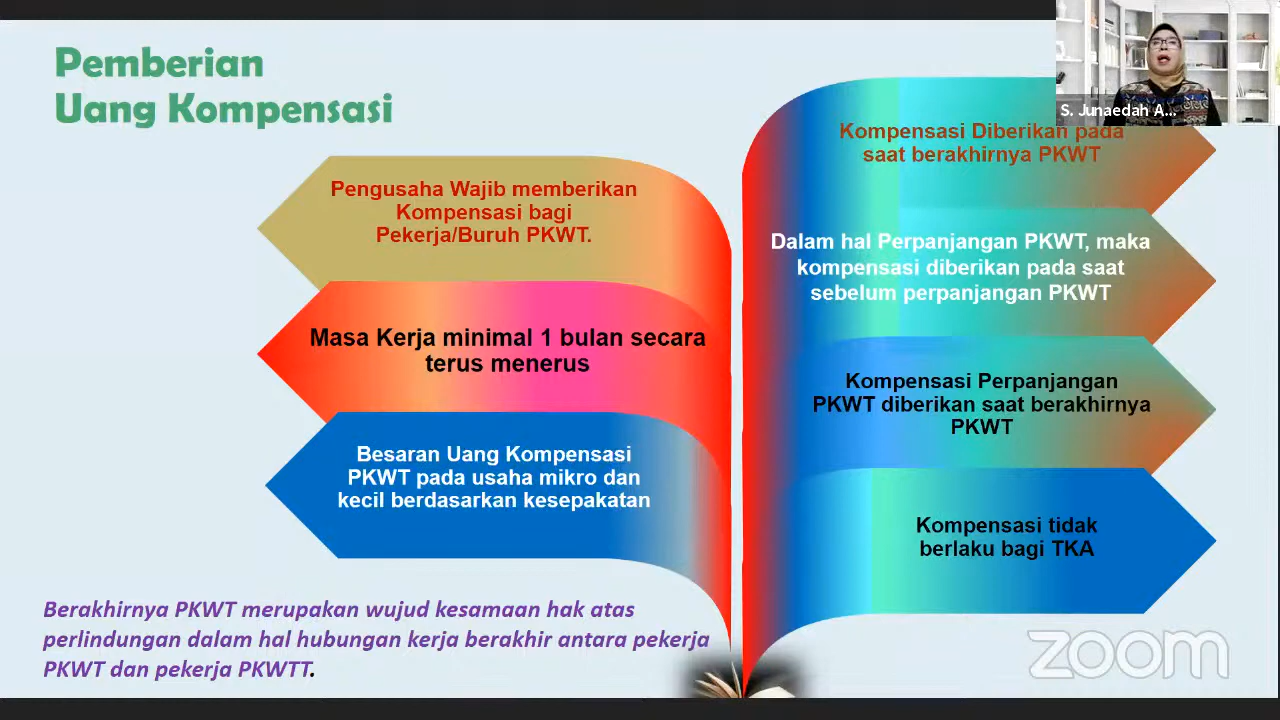 Pemberian
Uang Kompensasi
Pengusaha Wajib memberikan
Kompensasi bagi
Pekerja/Buruh PKWT.
Masa Kerja minimal 1 bulan secara
terus menerus
Besaran Uang Kompensasi
PKWT pada usaha mikro dan
kecil berdasarkan kesepakatan
Berakhirnya PKWT merupakan wujud kesamaan hak atas
perlindungan dalam hal hubungan kerja berakhir antara pekerja
PKWT dan pekerja PKWTT.
S. Junaedah A...
Kompensasi Diberikan pada
saat berakhirnya PKWT
Dalam hal Perpanjangan PKWT, maka
kompensasi diberikan pada saat
sebelum perpanjangan PKWT
Kompensasi Perpanjangan
PKWT diberikan saat berakhirnya
PKWT
Kompensasi tidak
berlaku bagi TKA
zoom